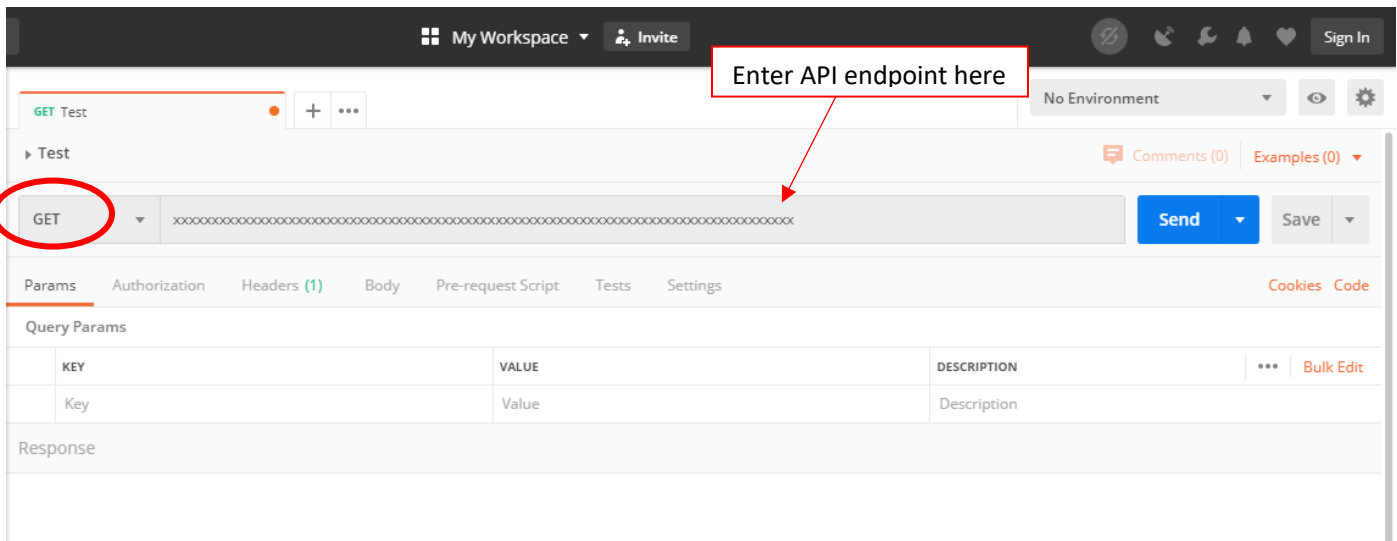 My Workspace Invite Sign In
Enter API endpoint here
No Environment
GET Test
Test
Comments (0) Examples (0)
GET xxxxxxxxxxxxxxxxxxxxxxxxxxxxxxxxxxxxxxxxxxxxxxxxxxxxxxxxxxxxxxxxxxxxxxxxxxxxxxxx Send Save
Params Authorization Headers (1) Body Pre-request Script Tests Settings Cookies Code
Query Params
KEY VALUE DESCRIPTION Bulk Edit
Key Value Description
Response